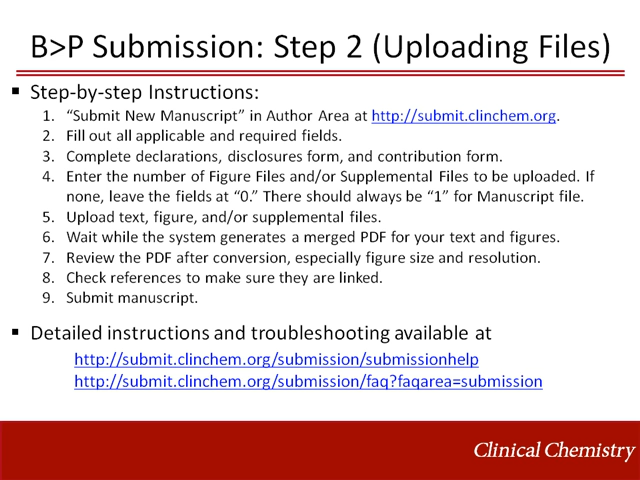 B>P Submission: Step 2 (Uploading Files)
▪ Step-by-step Instructions:
1. “Submit New Manuscript” in Author Area at http://submit.clinchem.org.
2. Fill out all applicable and required fields.
3. Complete declarations, disclosures form, and contribution form.
4. Enter the number of Figure Files and/or Supplemental Files to be uploaded. If
none, leave the fields at “0.” There should always be “1” for Manuscript file.
5. Upload text, figure, and/or supplemental files.
6. Wait while the system generates a merged PDF for your text and figures.
7. Review the PDF after conversion, especially figure size and resolution.
8. Check references to make sure they are linked.
9. Submit manuscript.
▪ Detailed instructions and troubleshooting available at
http://submit.clinchem.org/submission/submissionhelp
http://submit.clinchem.org/submission/faq?faqarea=submission
Clinical Chemistry